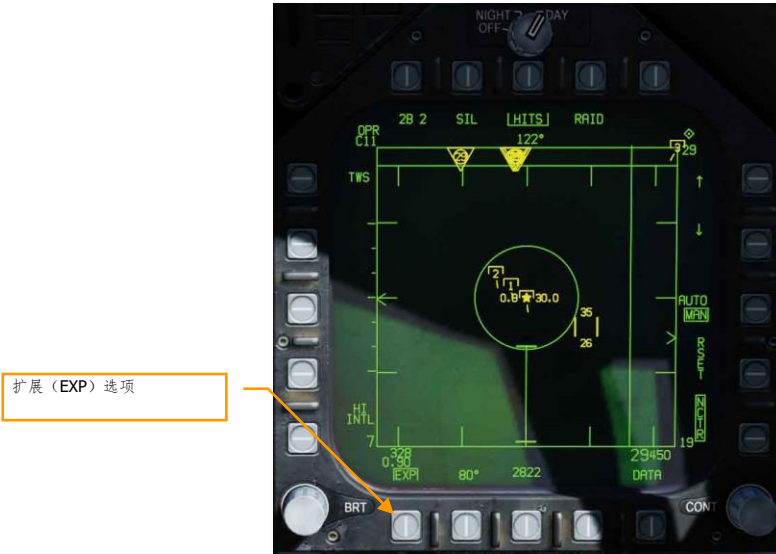 NIGHT DAY
OFF
2B 2 SIL HITS RAID
OPR
C11
122°
29
3 29
TWS
2
1
0.8 30.0
35
26
AUTO
MAN
RSET
NCTR
HI
INTL
7
19
328
0.90
29450
EXP 80° 2822 DATA
BRT CONT
扩展（EXP）选项